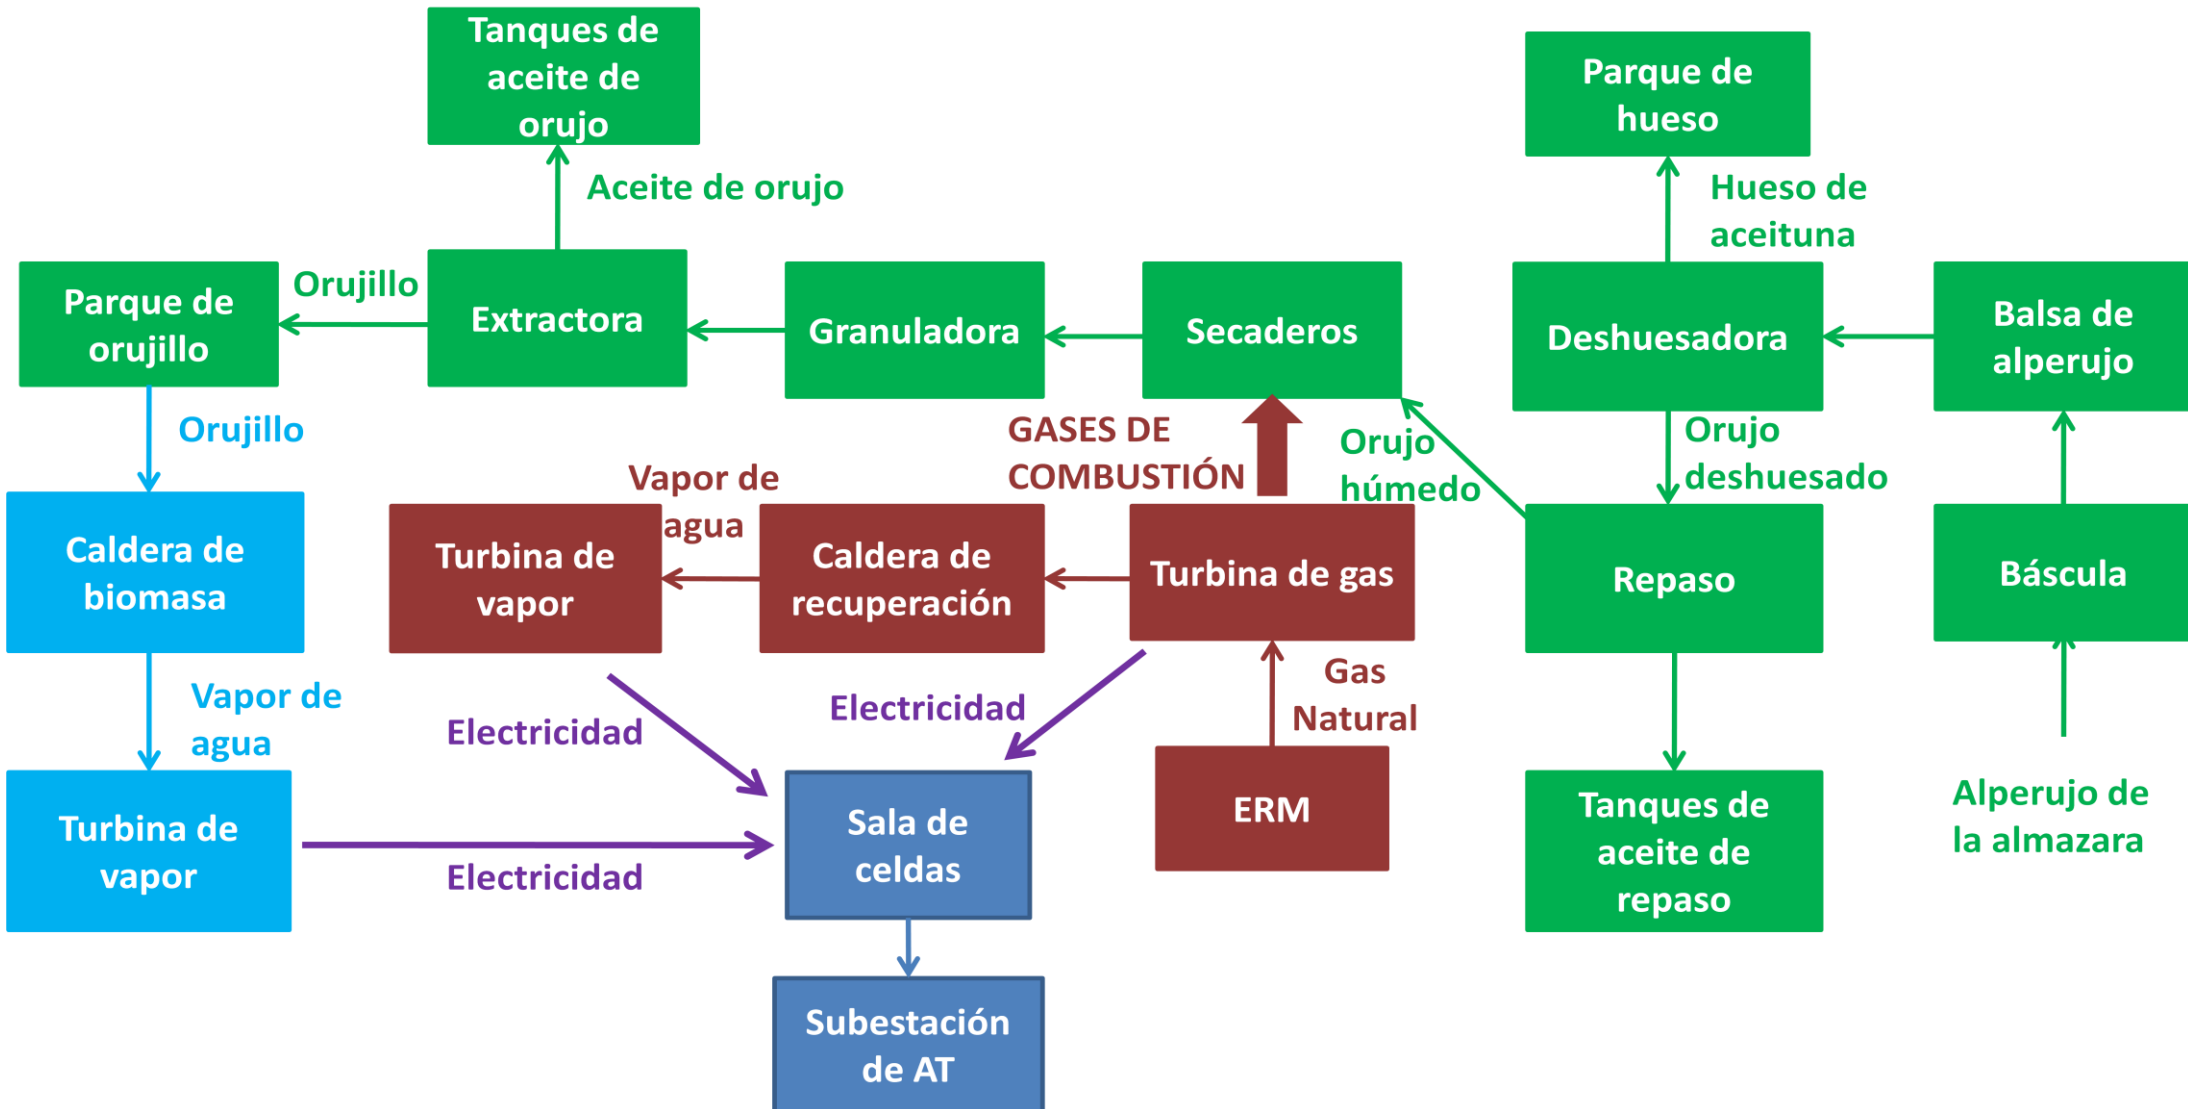 Tanques de
aceite de
orujo
Parque de
hueso
Aceite de orujo
Hueso de
aceituna
Parque de
orujillo
Orujillo
Extractora
Granuladora
Secaderos
Deshuesadora
Balsa de
alperujo
Orujillo
GASES DE
COMBUSTIÓN
Orujo
húmedo
Orujo
deshuesado
Caldera de
biomasa
Turbina de
vapor
Vapor de
agua
Caldera de
recuperación
Turbina de gas
Repaso
Báscula
Vapor de
agua
Electricidad
Electricidad
Gas
Natural
Turbina de
vapor
Electricidad
Sala de
celdas
ERM
Tanques de
aceite de
repaso
Alperujo de
la almazara
Subestación
de AT